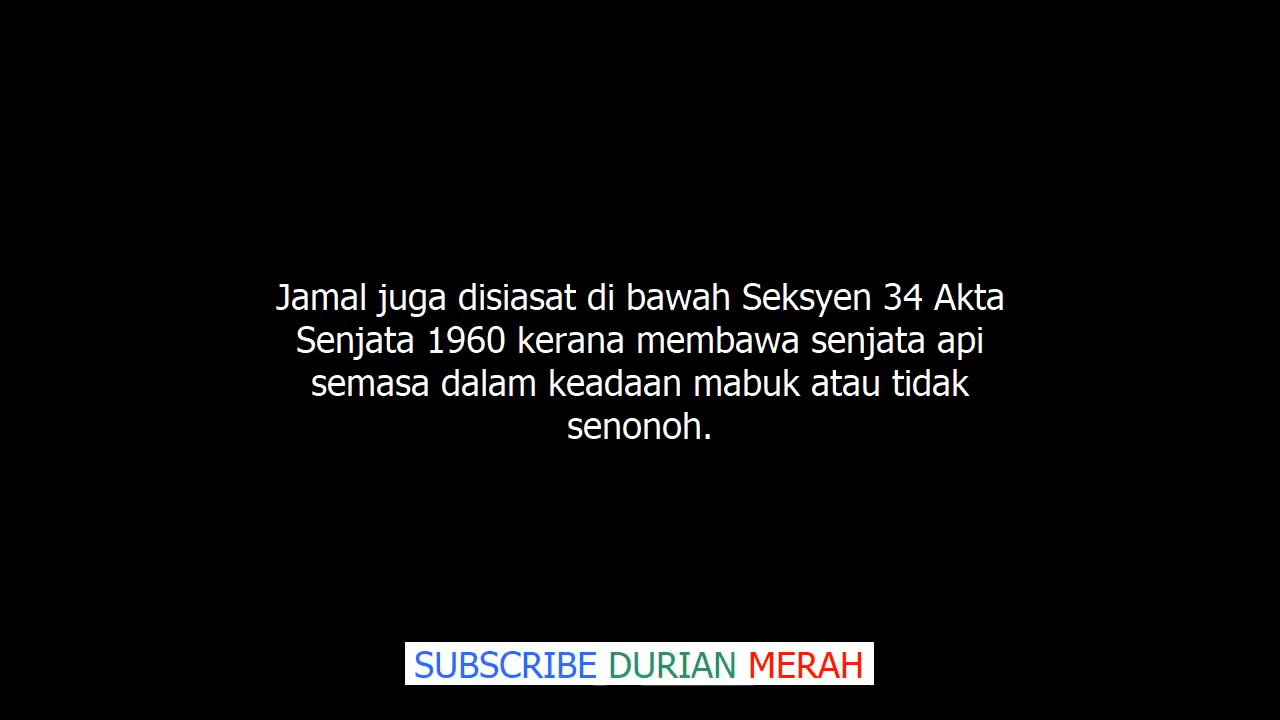 Jamal juga disiasat di bawah Seksyen 34 Akta
Senjata 1960 kerana membawa senjata api
semasa dalam keadaan mabuk atau tidak
senonoh.
SUBSCRIBE DURIAN MERAH